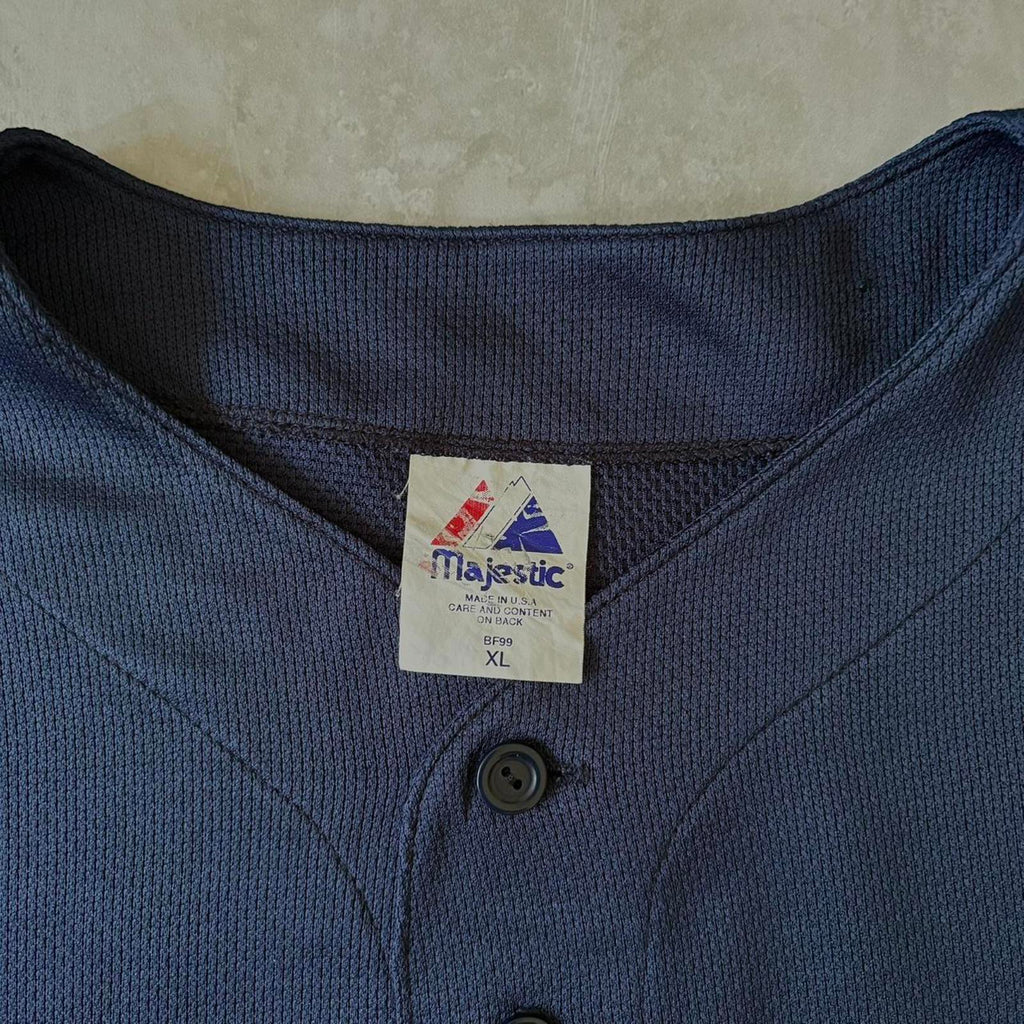 Majestic®
MADE IN U.S.A
CARE AND CONTENT
ON BACK
BF99
XL